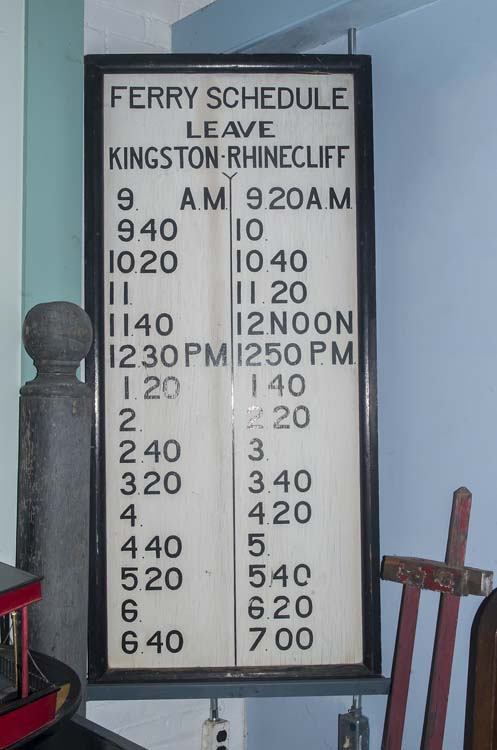 FERRY SCHEDULE
LEAVE
KINGSTON·RHINECLIFF
9. A.M. 9.20 A.M.
9.40 10.
10.20 10.40
11. 11.20
11 40 12.NOON
12.30 P.M. 12 50 P.M.
1.20 1.40
2. 2.20
2.40 3.
3.20 3.40
4. 4.20
4.40 5.
5.20 5.40
6. 6.20
6.40 7.00